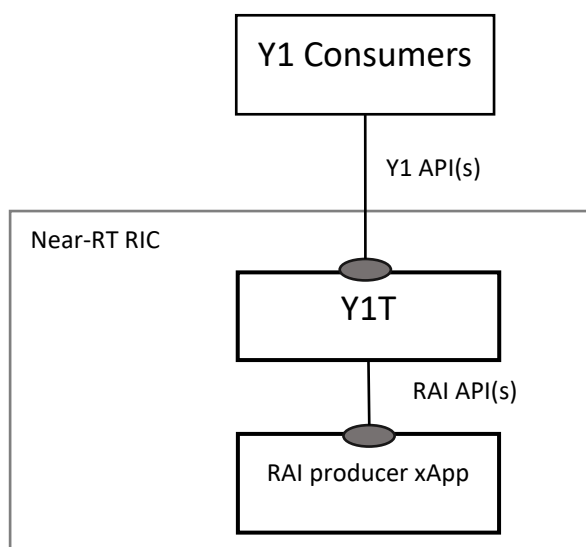 Y1 Consumers
Y1 API(s)
Near-RT RIC
Y1T
RAI API(s)
RAI producer xApp